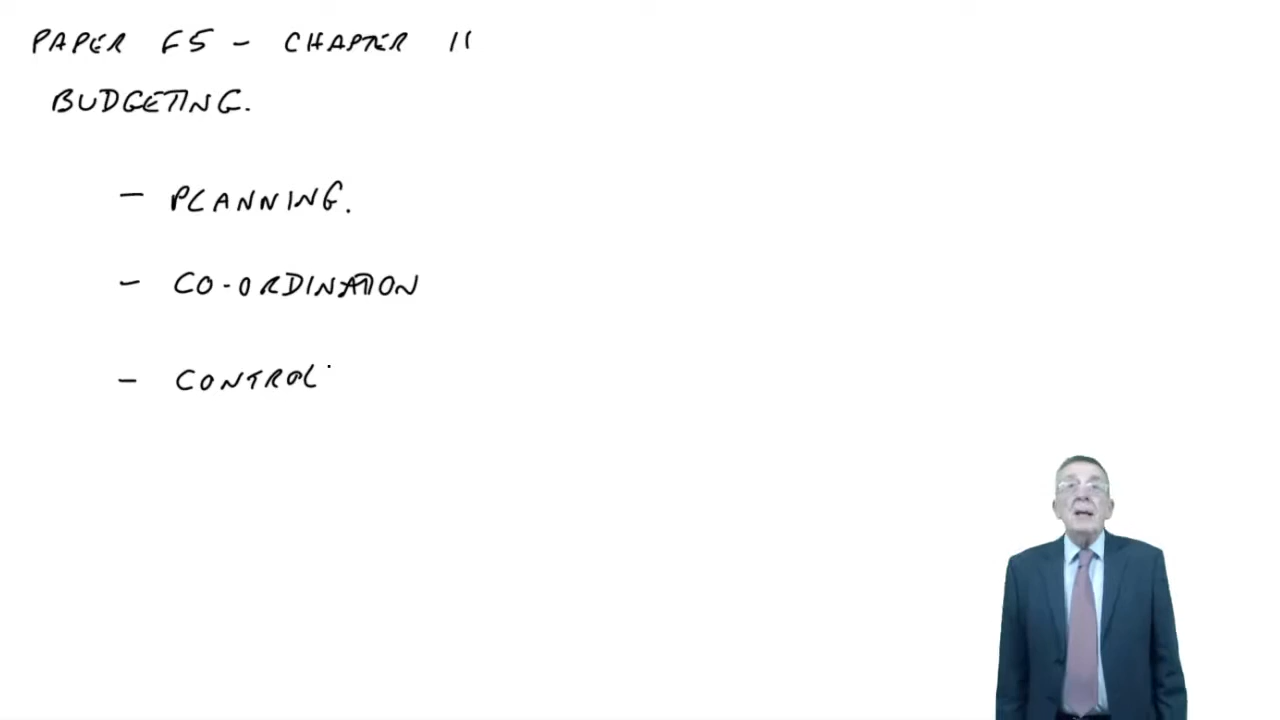 PAPER F5 - CHAPTER 11
BUDGETING.
- PLANNING.
- CO-ORDINATION
- CONTROL